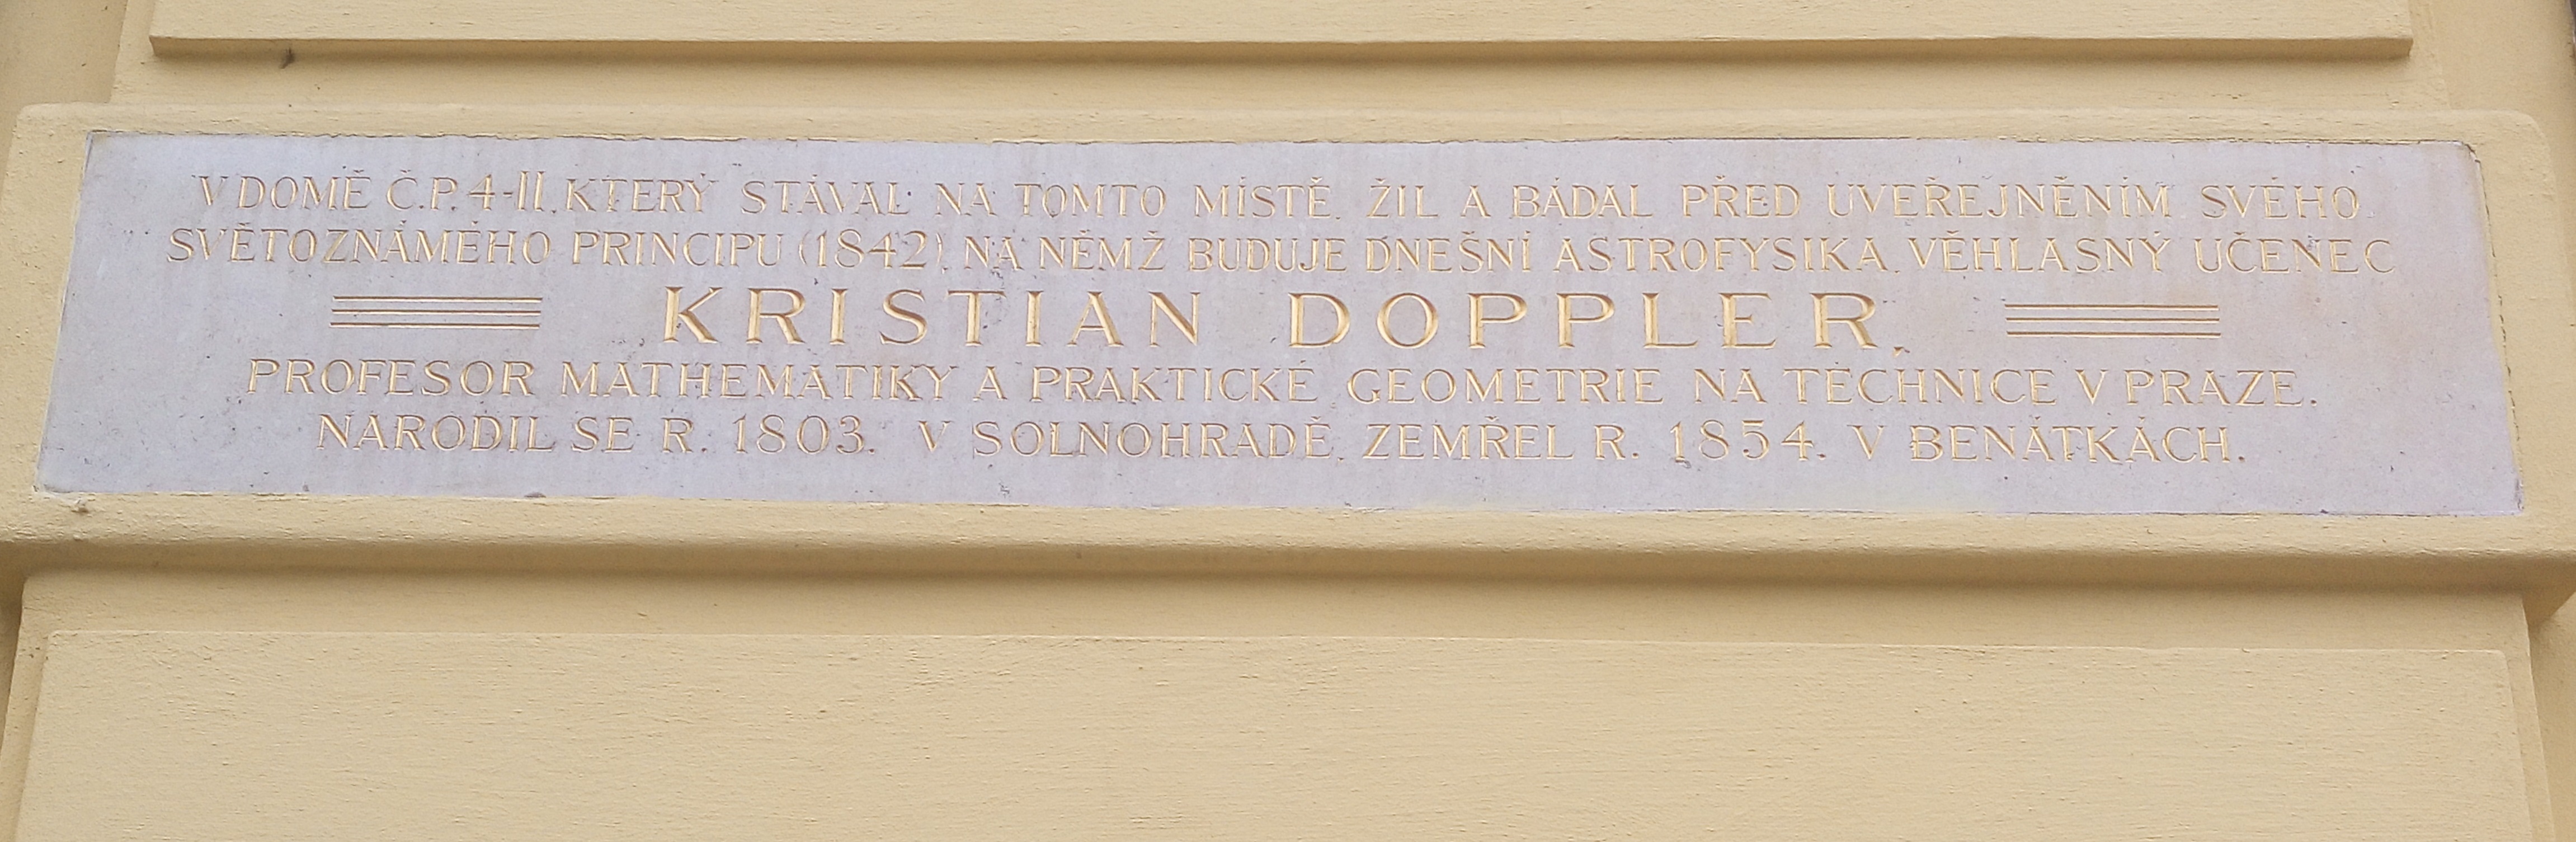 V DOMĚ Č.P. 4-II, KTERÝ STÁVAL NA TOMTO MÍSTĚ, ŽIL A BÁDAL PŘED UVEŘEJNĚNÍM SVÉHO
SVĚTOZNÁMÉHO PRINCIPU (1842), NA NĚMŽ BUDUJE DNEŠNÍ ASTROFYSIKA, VĚHLASNÝ UČENEC
KRISTIAN DOPPLER,
PROFESOR MATHEMATIKY A PRAKTICKÉ GEOMETRIE NA TECHNICE V PRAZE.
NARODIL SE R. 1803. V SOLNOHRADĚ, ZEMŘEL R. 1854. V BENÁTKÁCH.